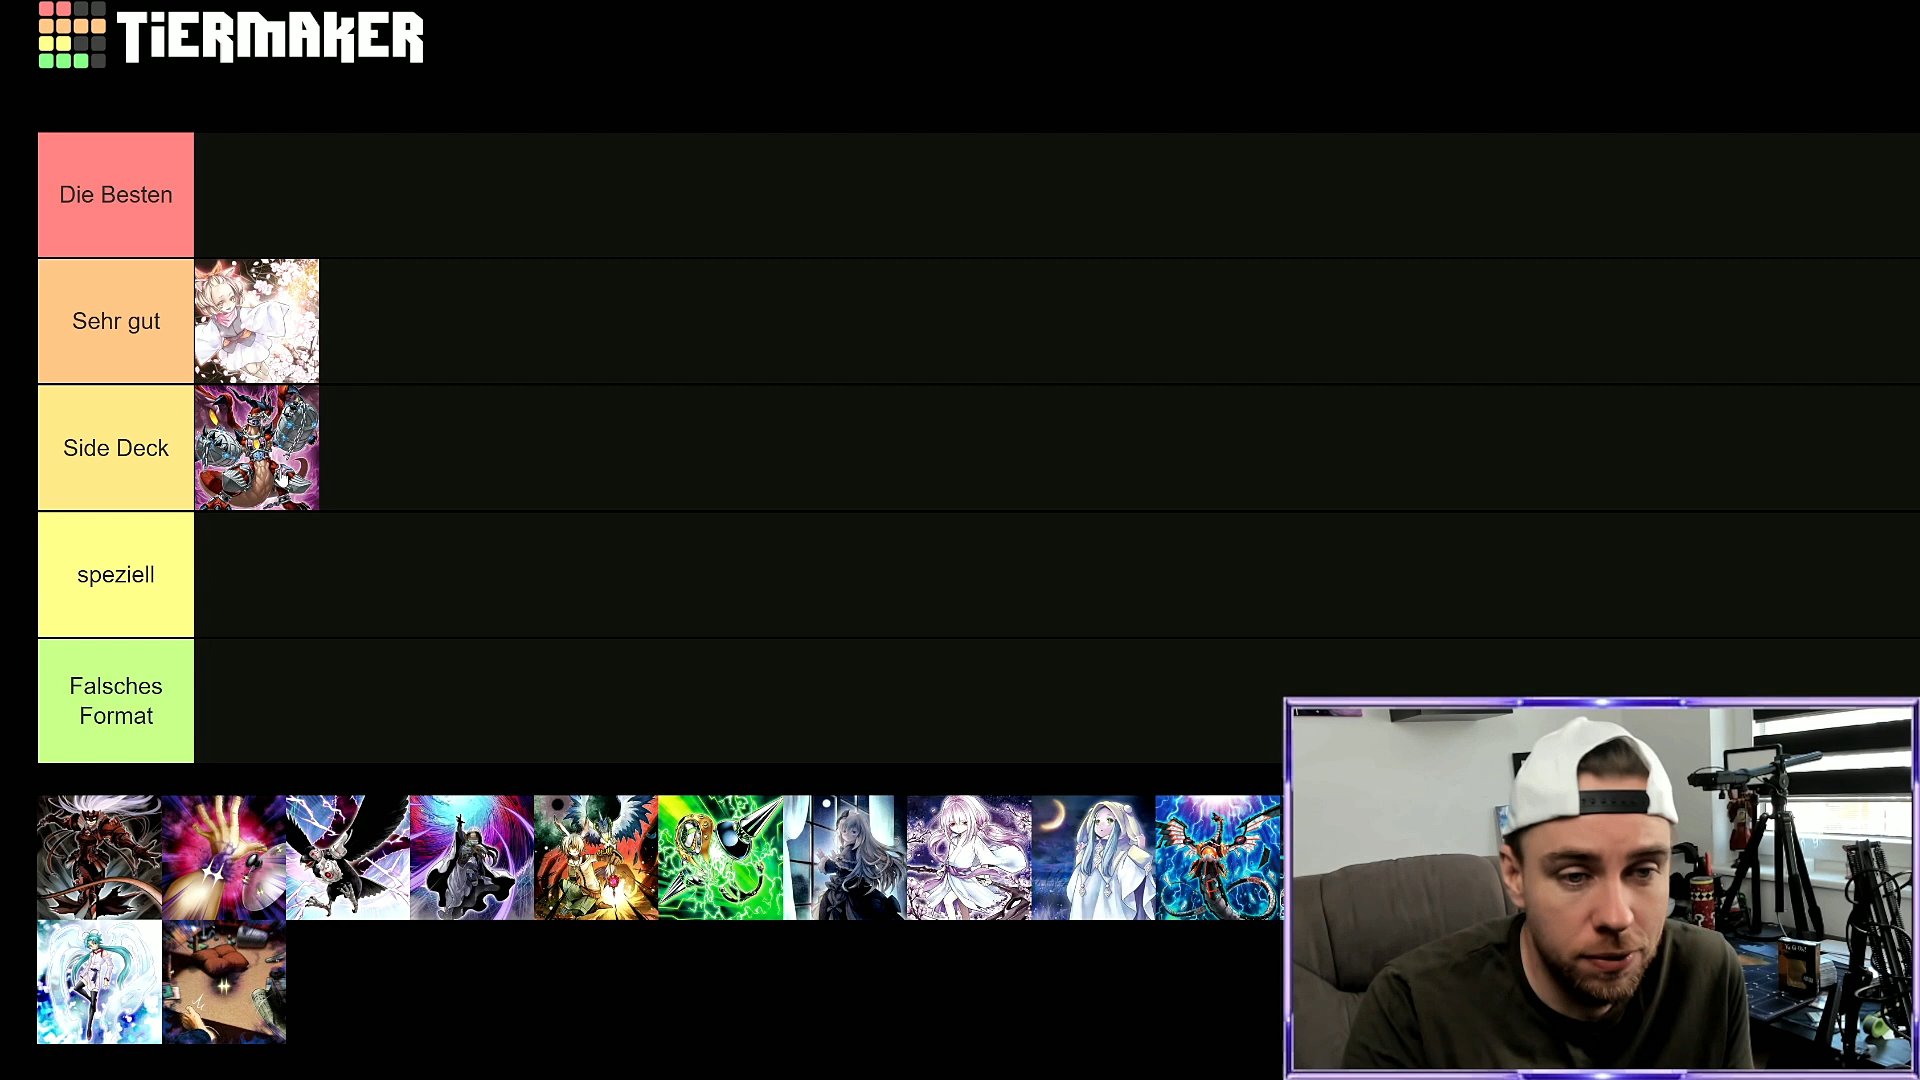 TiERMAKER
Die Besten
Sehr gut
Side Deck
speziell
Falsches
Format